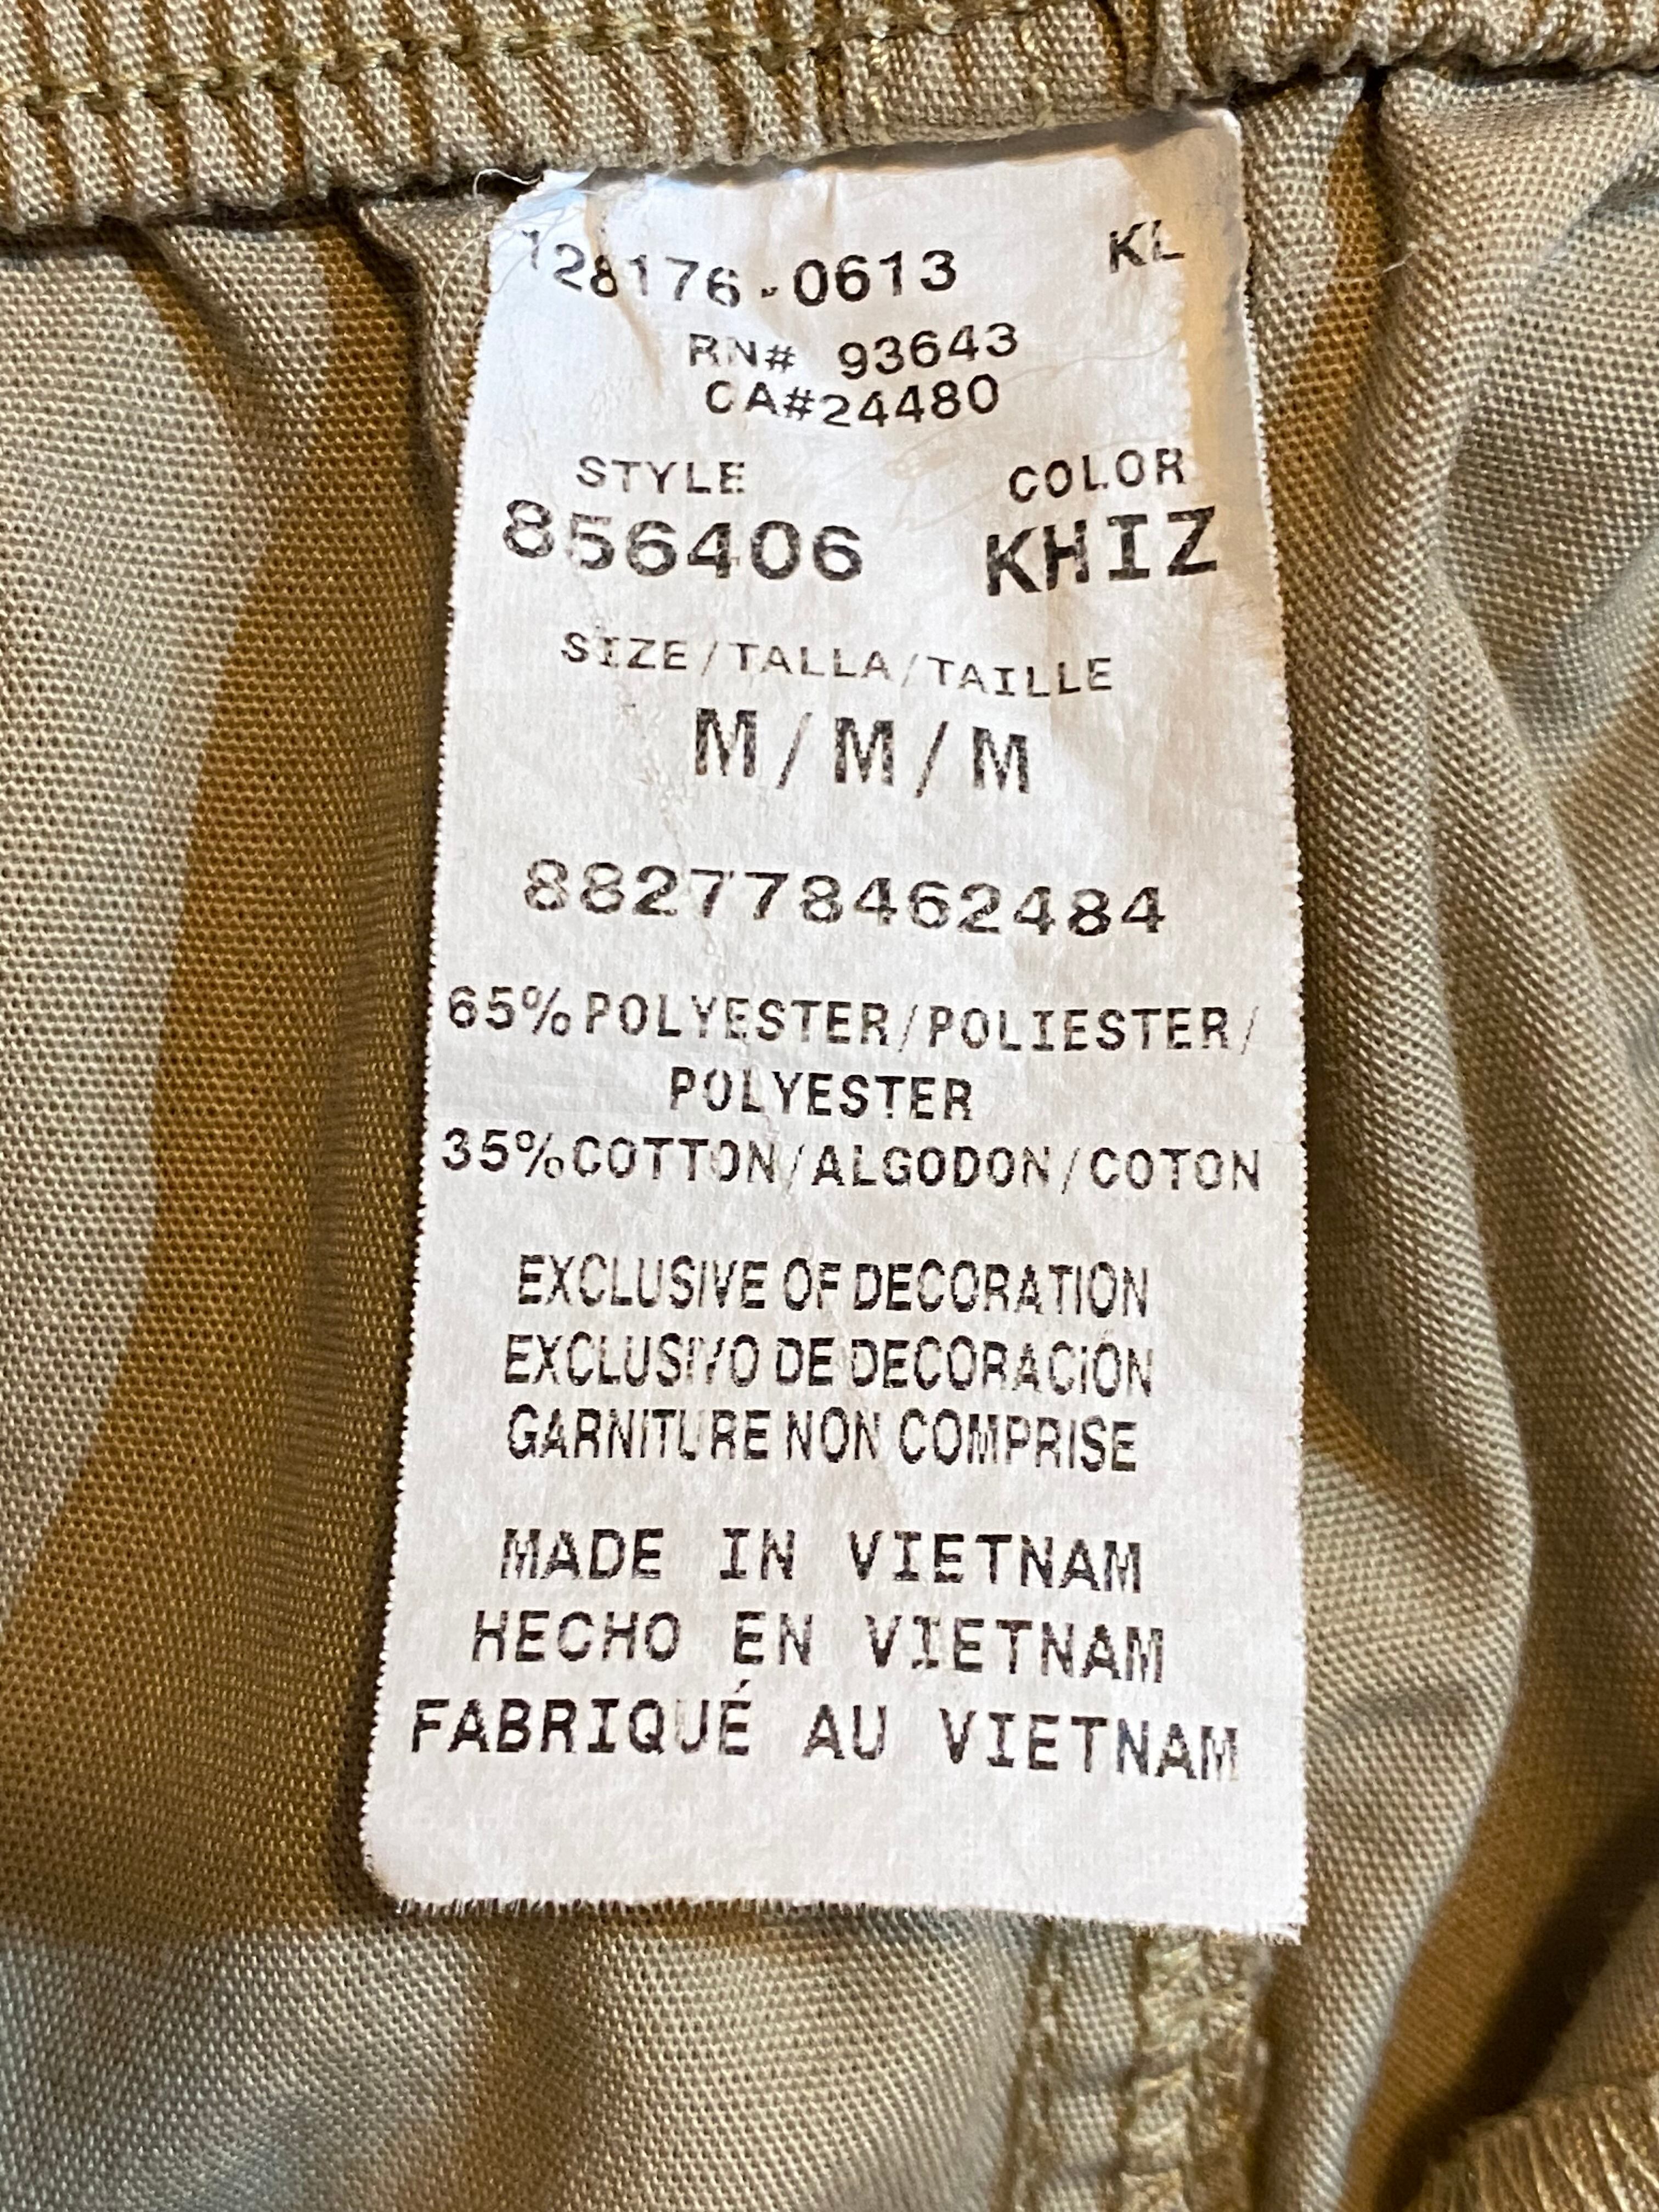 128176-0613 KL
RN# 93643
CA#24480
STYLE COLOR
856406 KHIZ
SIZE/TALLA/TAILLE
M/M/M
882778462484
65%POLYESTER/POLIESTER/
POLYESTER
35%COTTON/ALGODON/COTON
EXCLUSIVE OF DECORATION
EXCLUSIVO DE DECORACIÓN
GARNITURE NON COMPRISE
MADE IN VIETNAM
HECHO EN VIETNAM
FABRIQUÉ AU VIETNAM